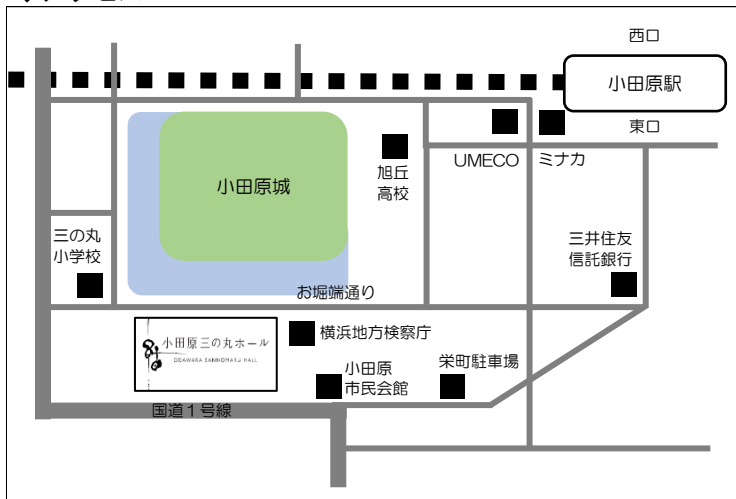 西口
小田原駅
東口
UMECO
ミナカ
旭丘
高校
小田原城
三の丸
小学校
三井住友
信託銀行
お堀端通り
小田原三の丸ホール
ODAWARA SANNOMARU HALL
横浜地方検察庁
小田原
市民会館
栄町駐車場
国道１号線